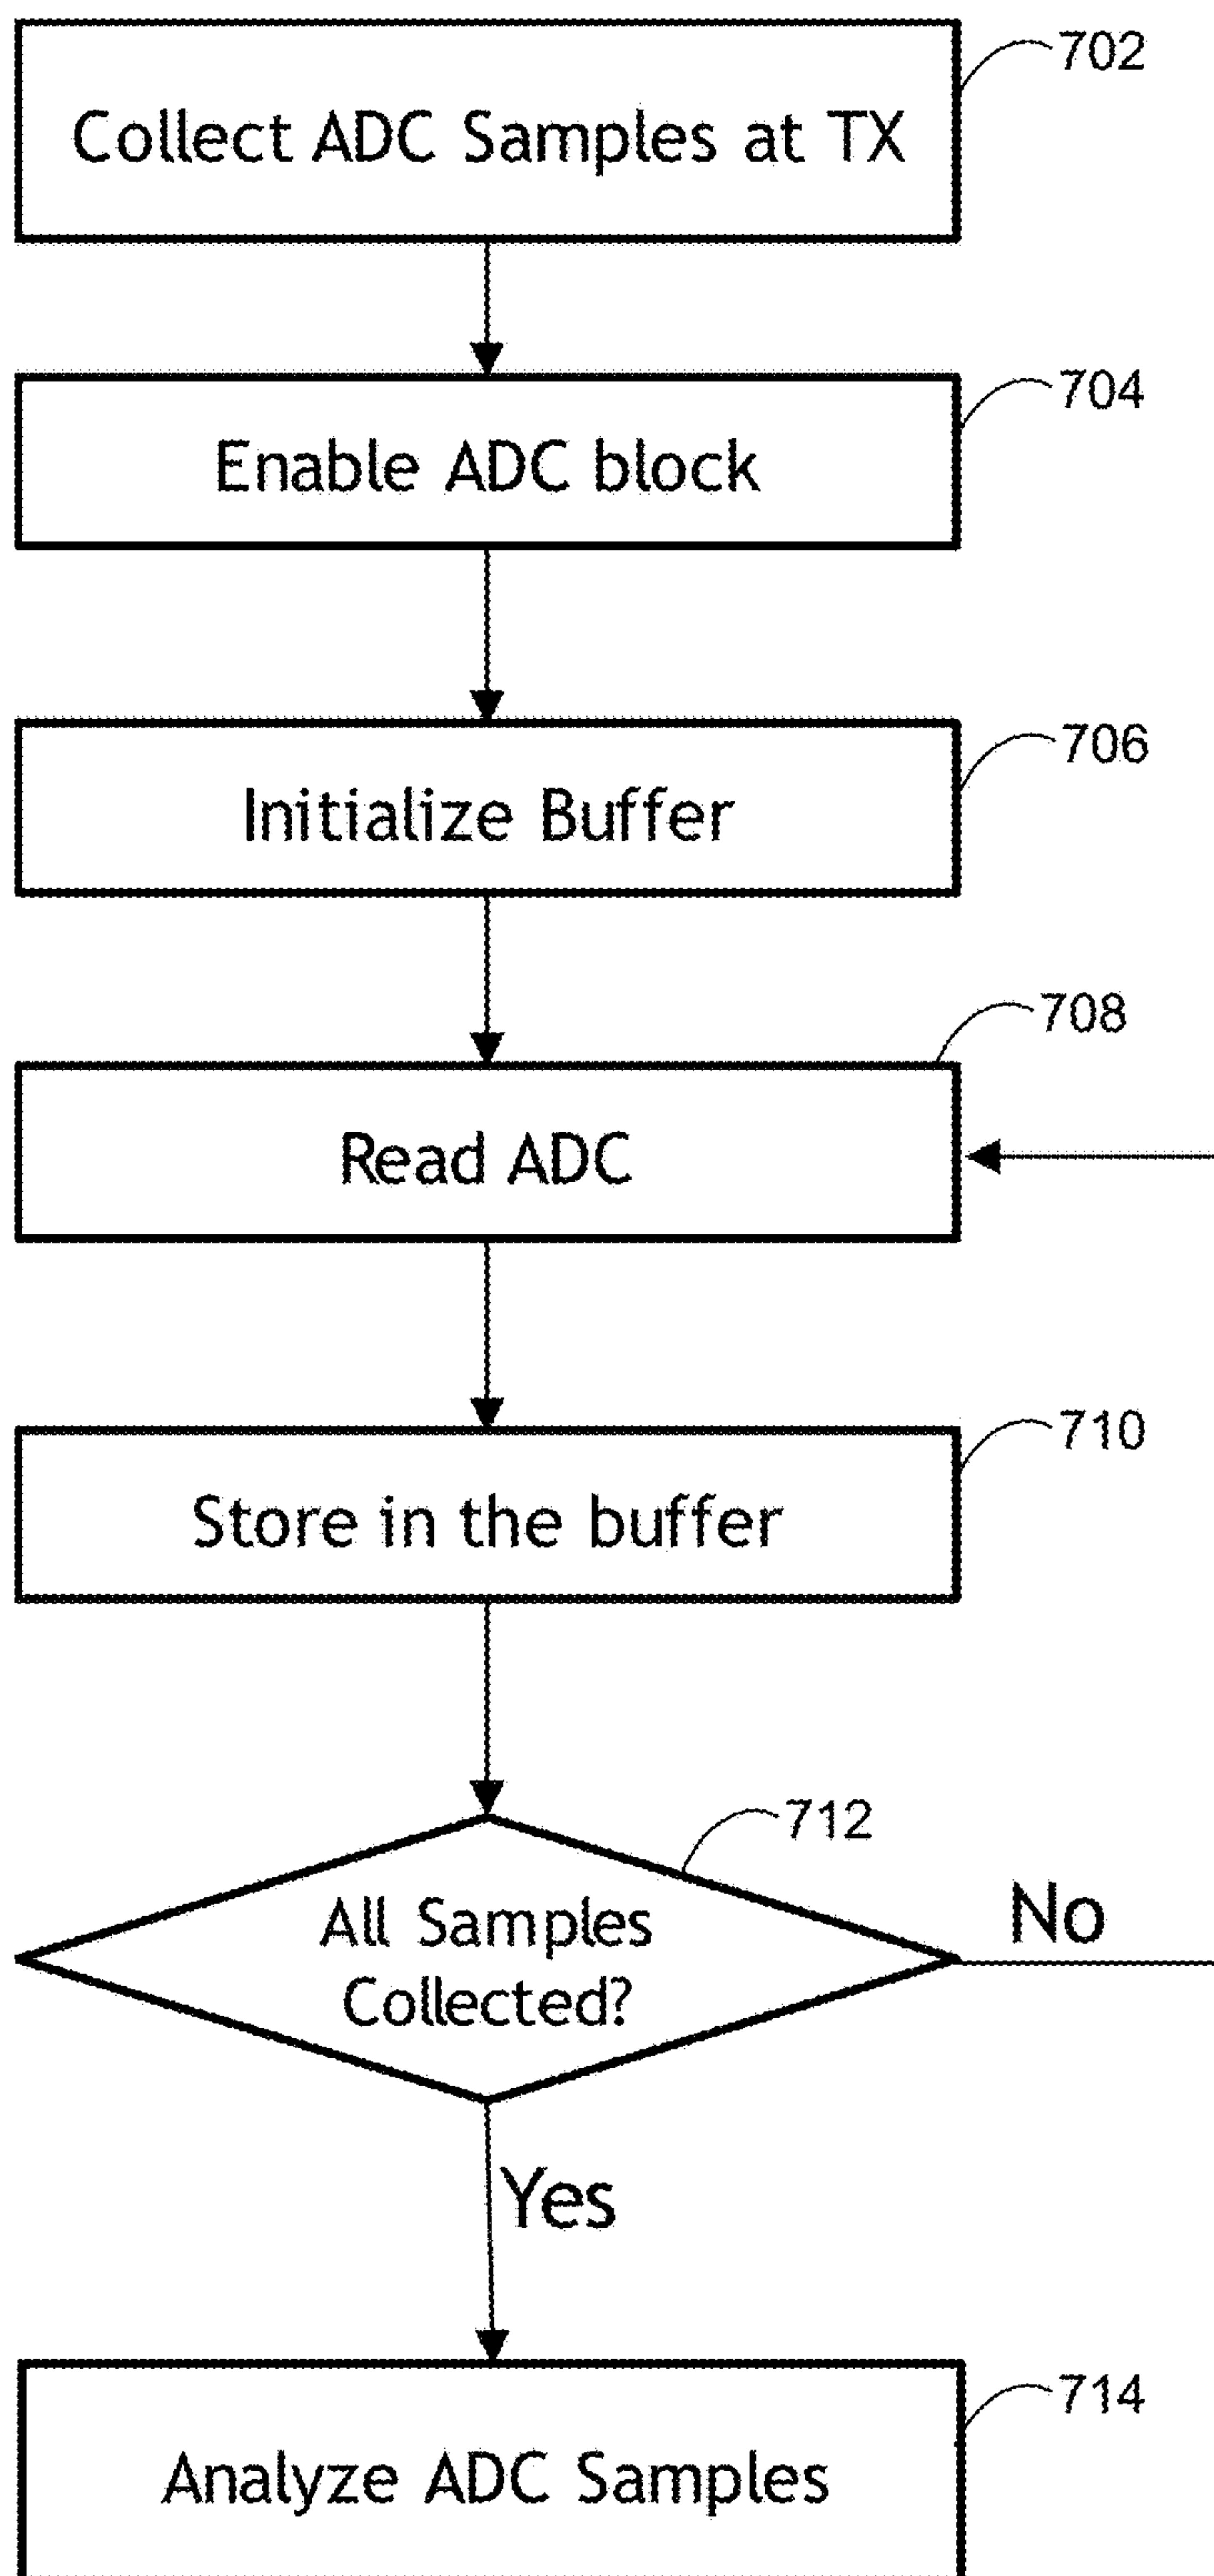 702
Collect ADC Samples at TX
704
Enable ADC block
706
Initialize Buffer
708
Read ADC
710
Store in the buffer
712
All Samples
Collected?
No
Yes
714
Analyze ADC Samples